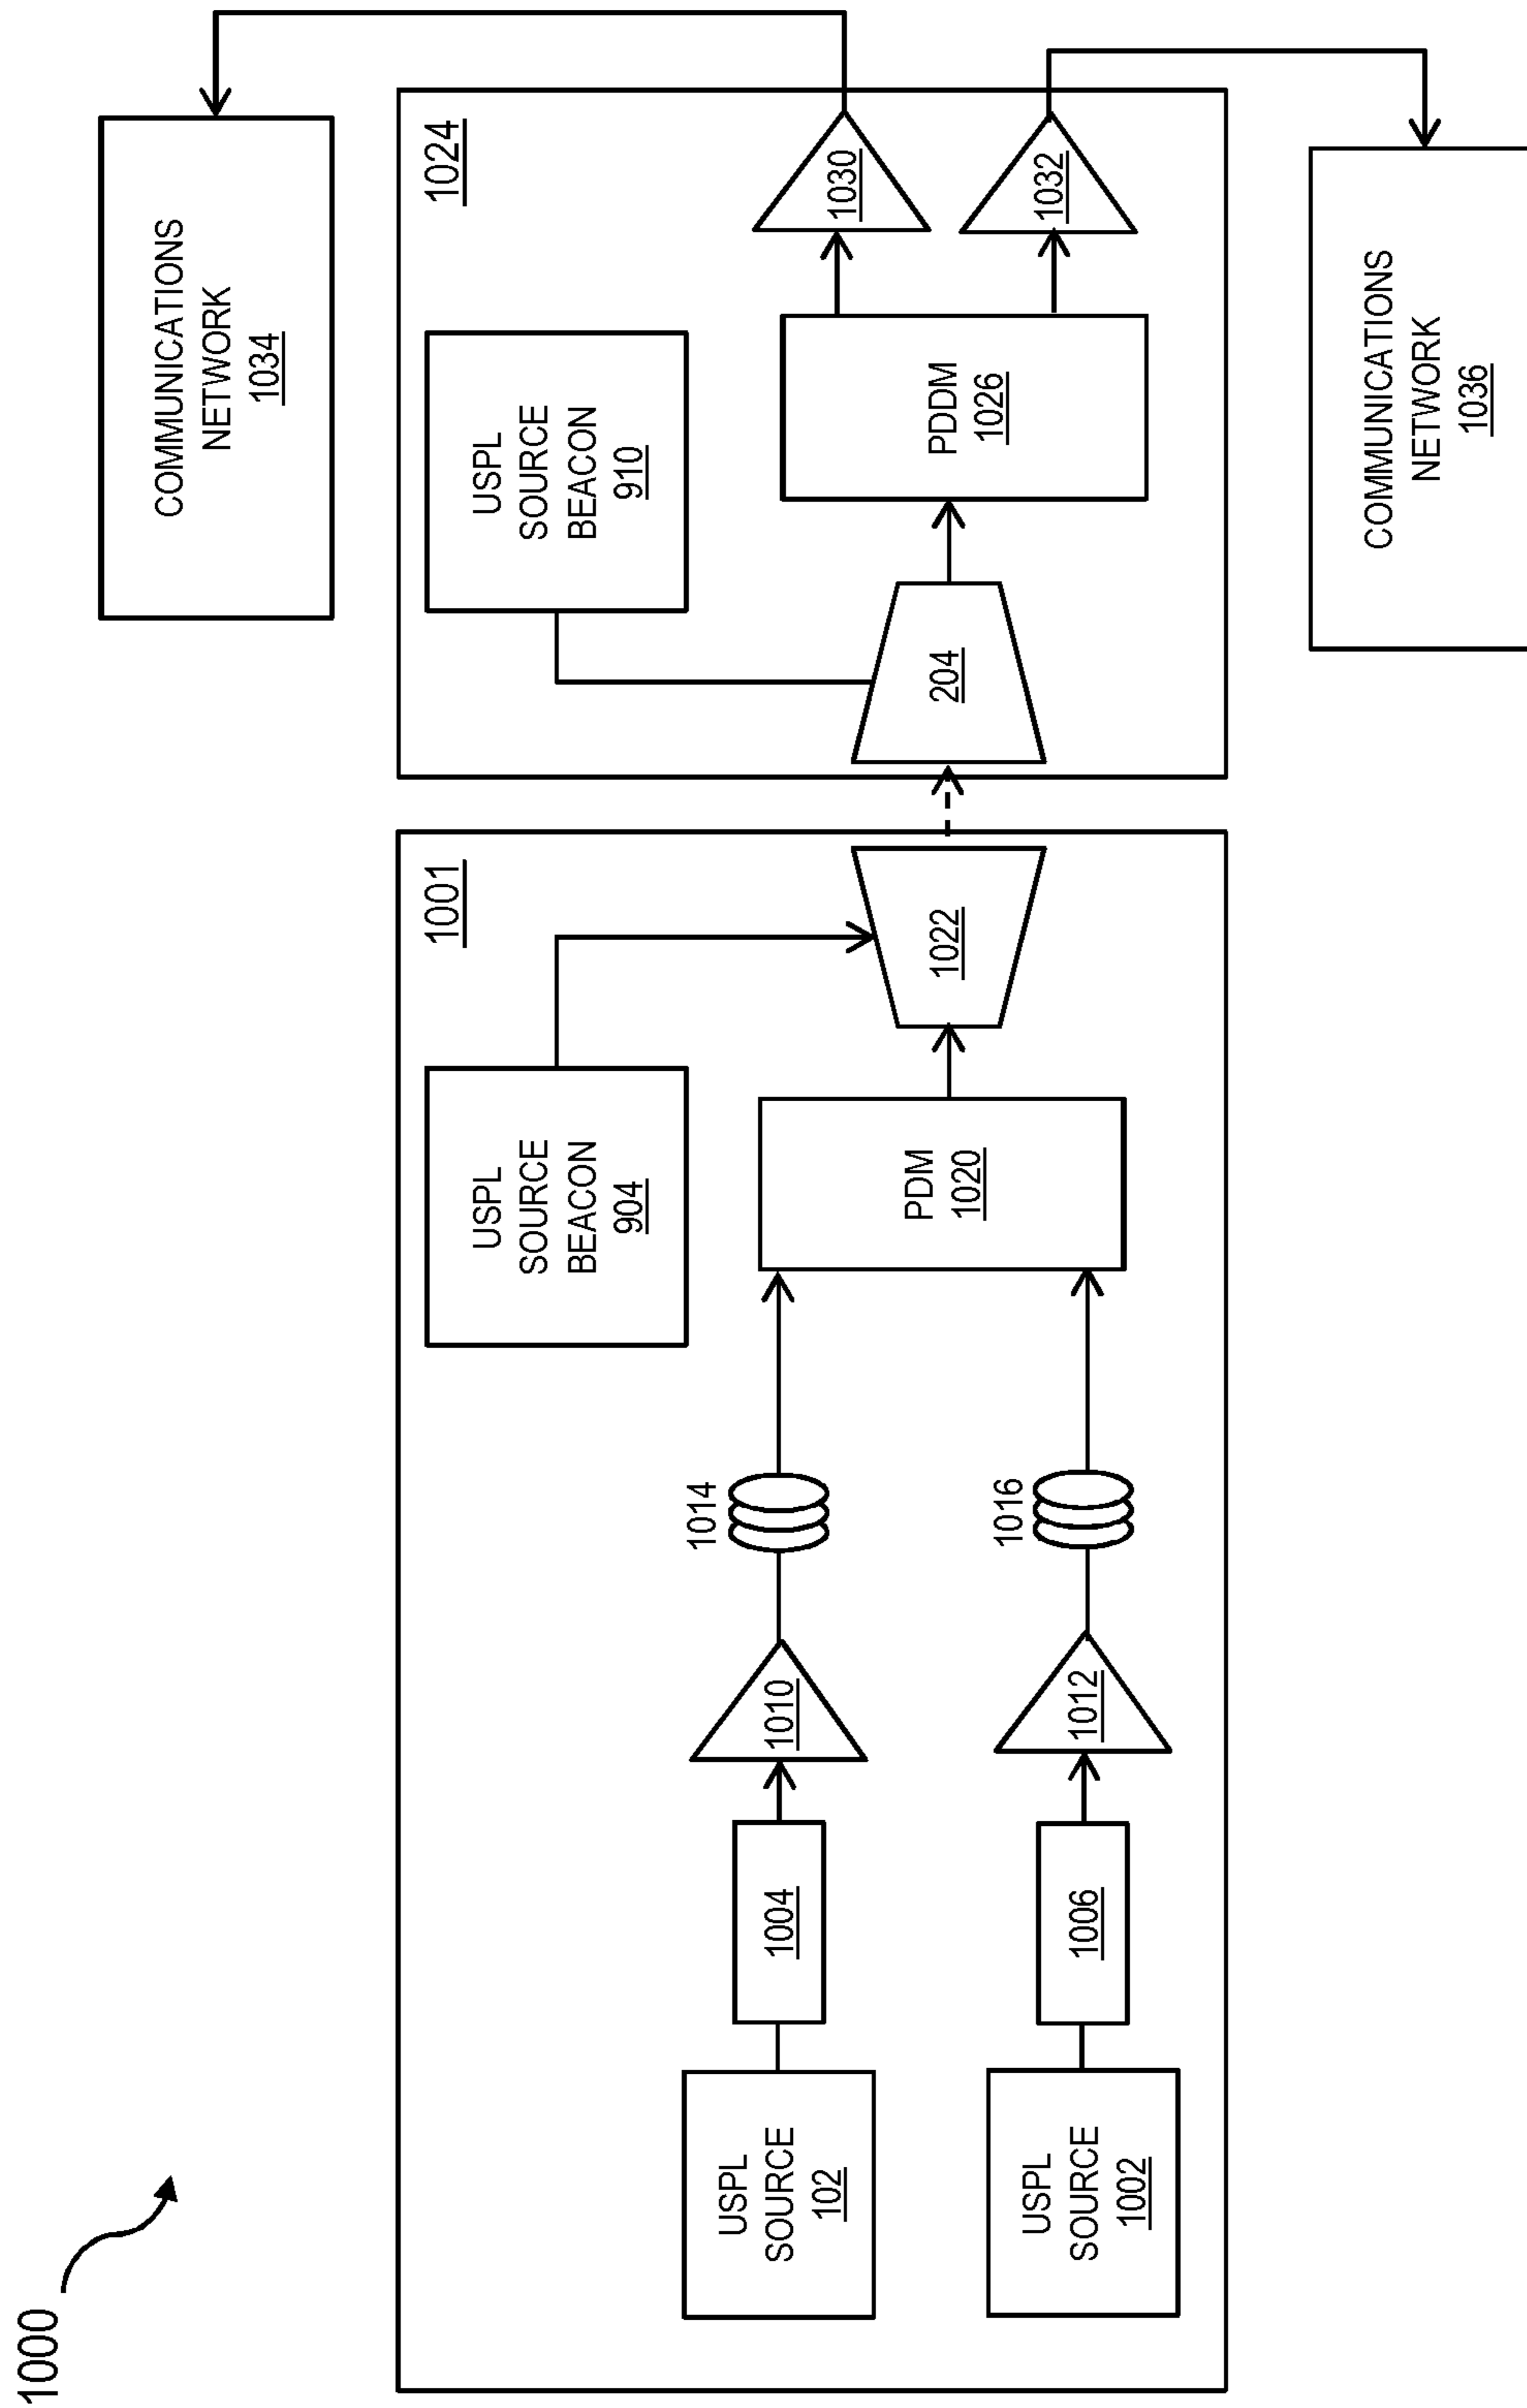 1000
COMMUNICATIONS
NETWORK
1034
1001
1024
USPL
SOURCE
BEACON
904
USPL
SOURCE
BEACON
910
USPL
SOURCE
102
1004
1010
1014
USPL
SOURCE
1002
1006
1012
1016
PDM
1020
1022
204
PDDM
1026
1030
1032
COMMUNICATIONS
NETWORK
1036